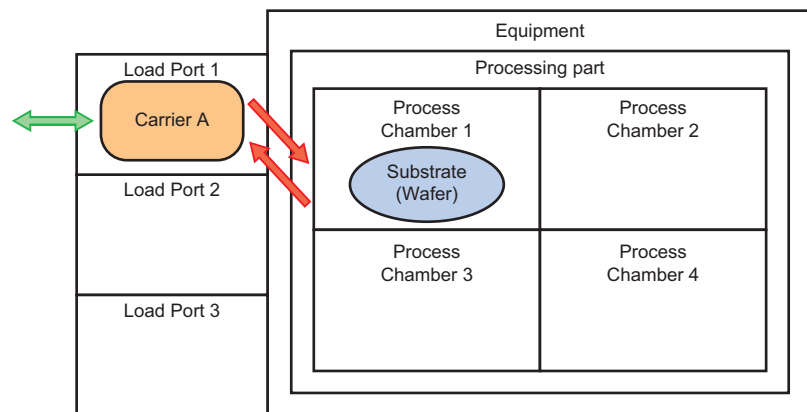 Equipment
Load Port 1
Processing part
Carrier A
Process
Chamber 1
Process
Chamber 2
Substrate
(Wafer)
Load Port 2
Process
Chamber 3
Process
Chamber 4
Load Port 3